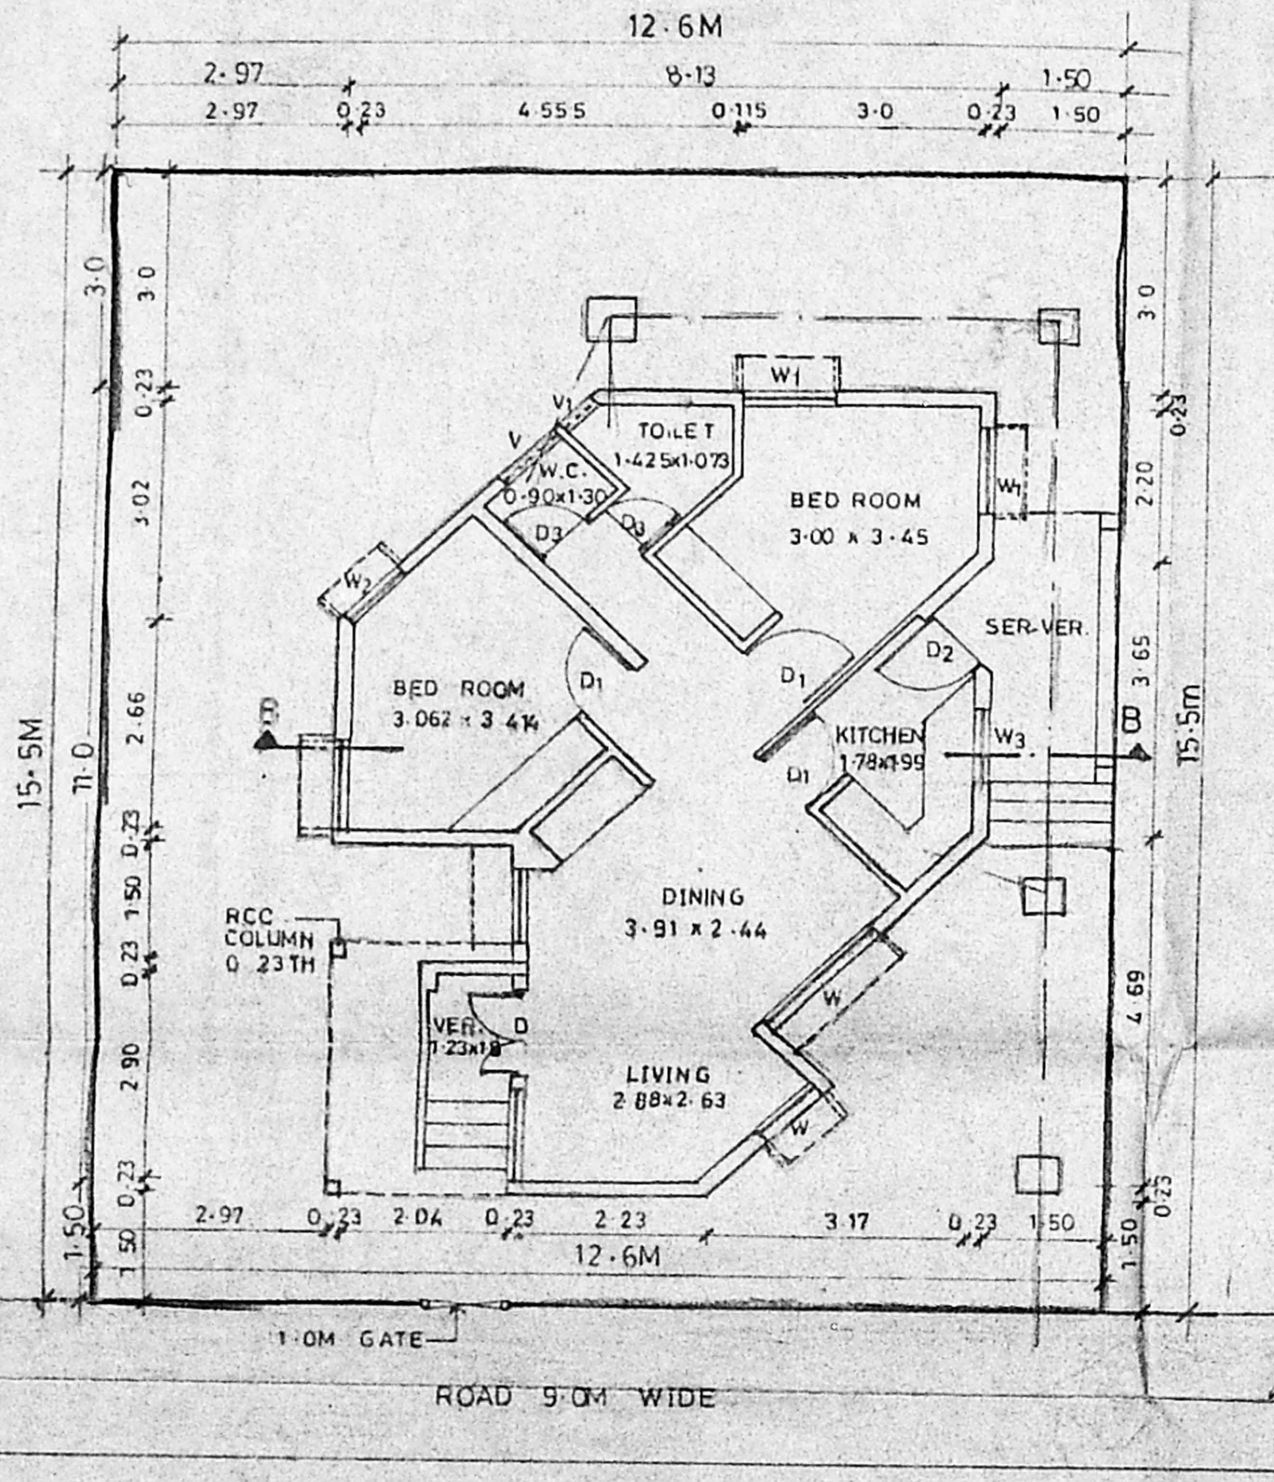 12.6M
2.97 8.13 1.50
2.97 0.23 4.555 0.115 3.0 0.23 1.50
3.0
3.0
0.23
3.02
2.66
0.23
1.50
0.23
2.90
0.23
1.50
1.50
11.0
15.5M
3.0
0.23
2.20
3.65
4.69
0.23
1.50
15.5m
W1
V1
V
TOILET
1.425x1.073
W.C.
0.90x1.30
D3
D3
BED ROOM
3.00 x 3.45
W1
W2
SER-VER.
D2
D1
D1
BED ROOM
3.062 x 3.414
B
B
KITCHEN
1.78x1.99
W3
D1
DINING
3.91 x 2.44
RCC
COLUMN
0.23TH
W
VER.
1.23x1.8
D
LIVING
2.88x2.63
W
2.97 0.23 2.04 0.23 2.23 3.17 0.23 1.50
12.6M
1.0M GATE
ROAD 9.0M WIDE